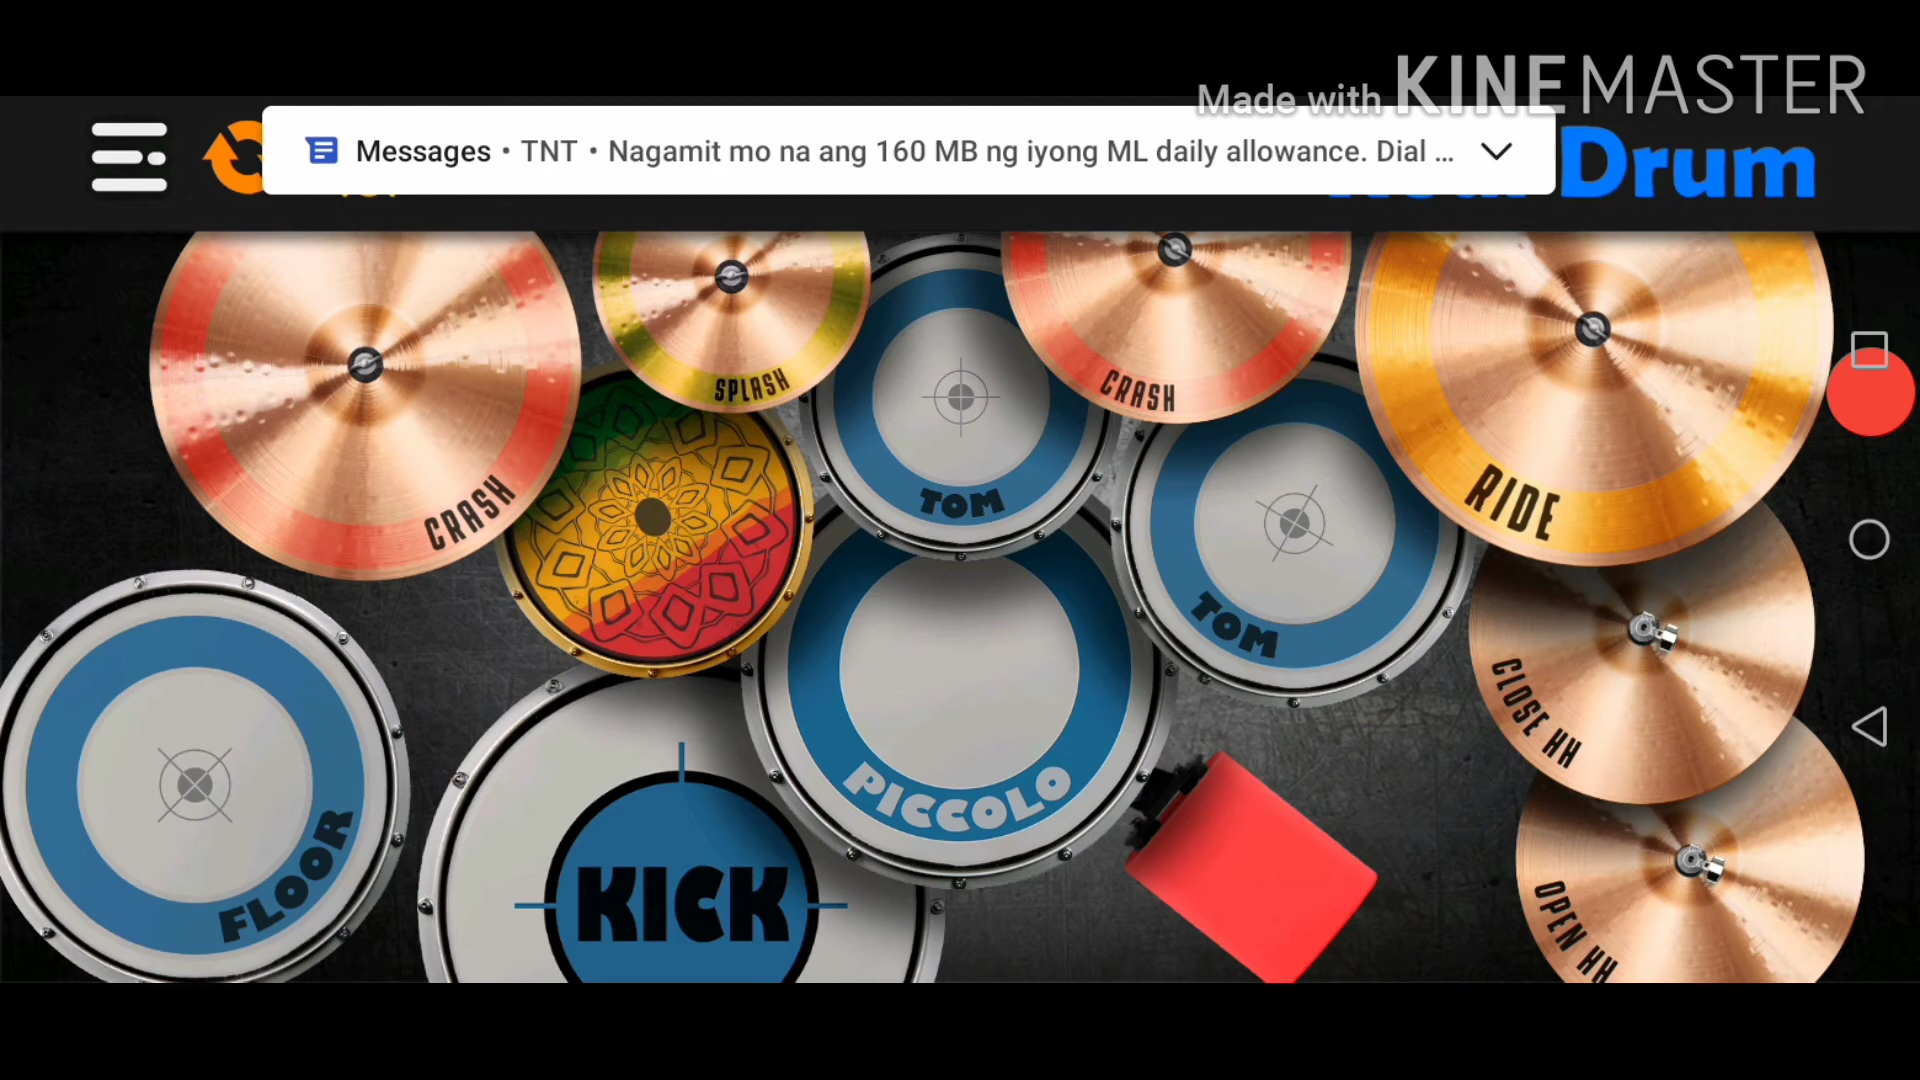 Made with KINEMASTER
Messages • TNT • Nagamit mo na ang 160 MB ng iyong ML daily allowance. Dial ...
Drum
SPLASH
CRASH
CRASH
RIDE
TOM
TOM
CLOSE HH
PICCOLO
FLOOR
KICK
OPEN HH